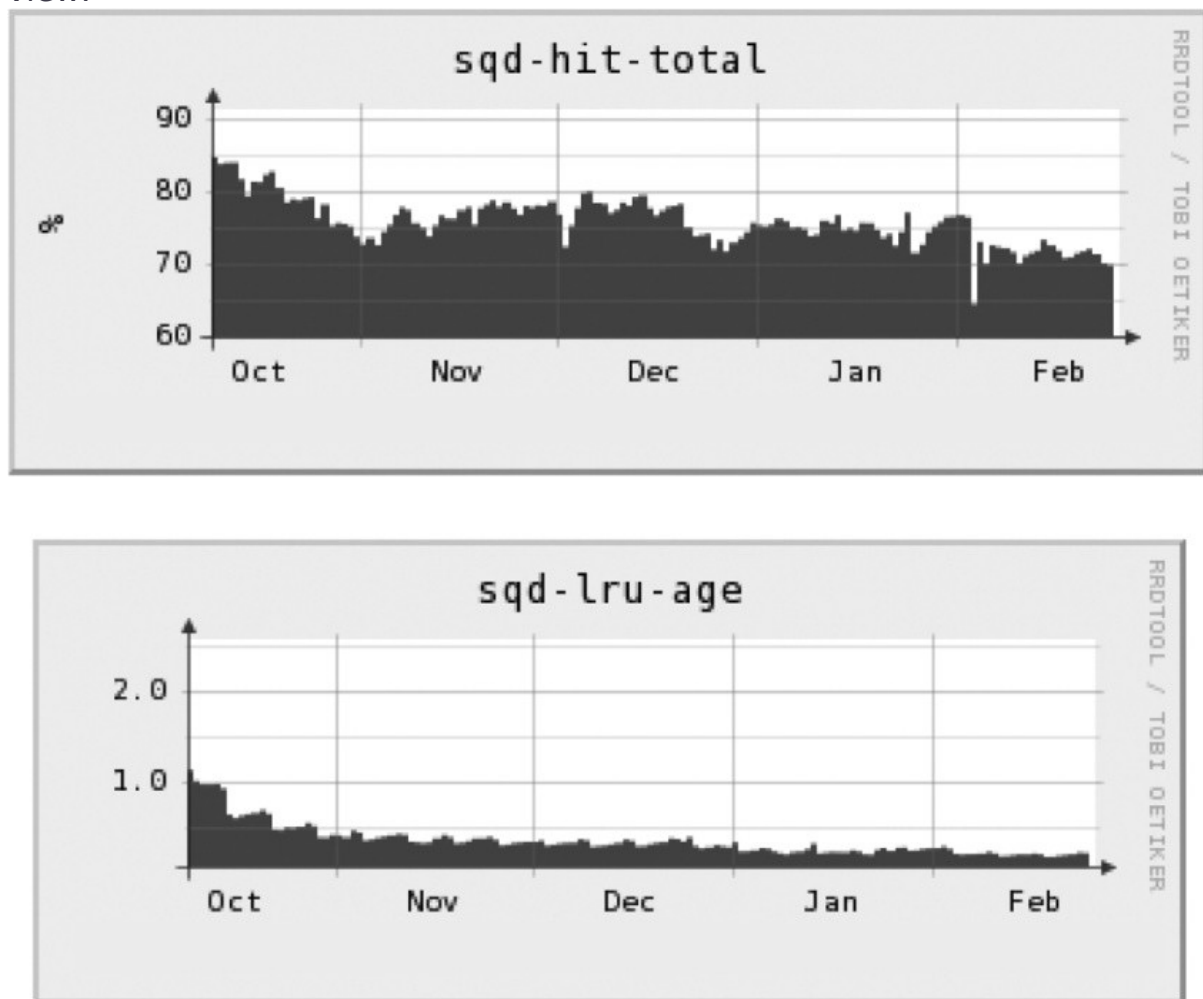 sqd-hit-total
RRDTOOL / TOBI OETIKER
90
80
%
70
60
Oct Nov Dec Jan Feb
sqd-lru-age
RRDTOOL / TOBI OETIKER
2.0
1.0
Oct Nov Dec Jan Feb